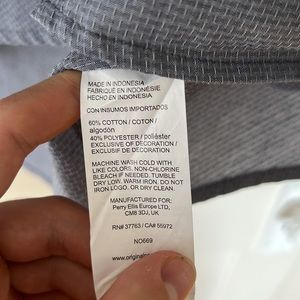 MADE IN INDONESIA
FABRIQUÉ EN INDONÉSIE
HECHO EN INDONESIA
CON INSUMOS IMPORTADOS
60% COTTON / COTON /
algodón
40% POLYESTER / poliéster
EXCLUSIVE OF DECORATION /
EXCLUSIF DE DÉCORATION
MACHINE WASH COLD WITH
LIKE COLORS. NON-CHLORINE
BLEACH IF NEEDED. TUMBLE
DRY LOW. WARM IRON. DO NOT
IRON LOGO. OR DRY CLEAN.
MANUFACTURED FOR:
Perry Ellis Europe LTD,
CM8 3DJ, UK
RN# 37763 / CA# 55972
NO669